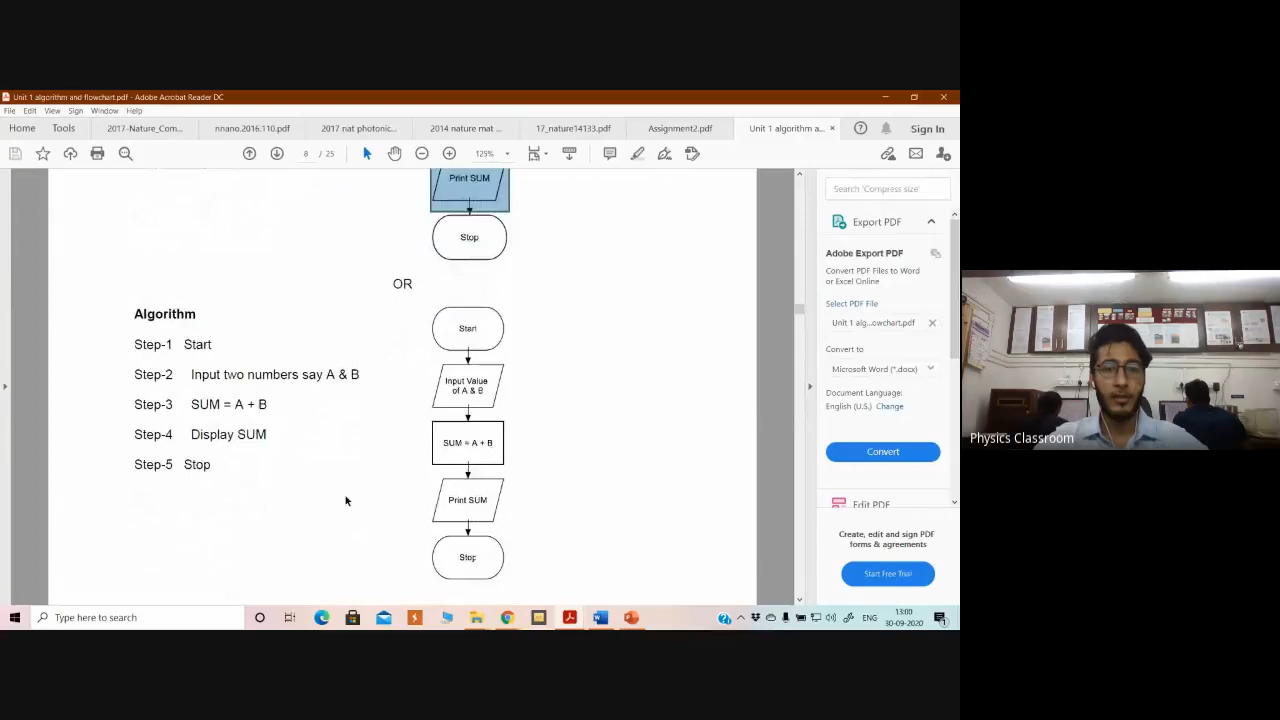 Unit 1 algorithm and flowchart.pdf - Adobe Acrobat Reader DC
File Edit View Sign Window Help
Home Tools 2017-Nature_Com... nnano.2016.110.pdf 2017 nat photonic... 2014 nature mat ... 17_nature14133.pdf Assignment2.pdf Unit 1 algorithm a... × Sign In
8 / 25 129%
Print SUM
Stop
OR
Algorithm
Step-1 Start
Step-2 Input two numbers say A & B
Step-3 SUM = A + B
Step-4 Display SUM
Step-5 Stop
Start
Input Value
of A & B
SUM = A + B
Print SUM
Stop
Search 'Compress size'
Export PDF
Adobe Export PDF
Convert PDF Files to Word
or Excel Online
Select PDF File
Unit 1 alg...owchart.pdf
Convert to
Microsoft Word (*.docx)
Document Language:
English (U.S.) Change
Convert
Edit PDF
Create, edit and sign PDF
forms & agreements
Start Free Trial
Physics Classroom
Type here to search
ENG
13:00
30-09-2020